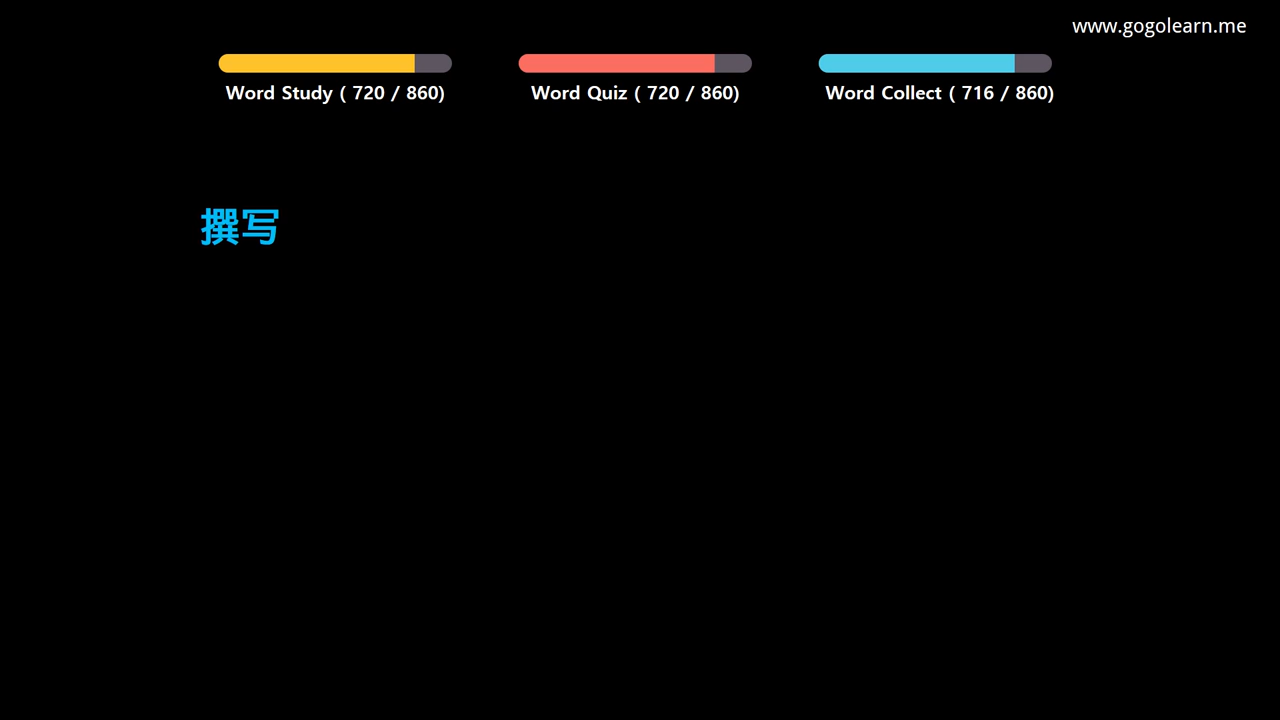 www.gogolearn.me
Word Study ( 720 / 860)
Word Quiz ( 720 / 860)
Word Collect ( 716 / 860)
撰写